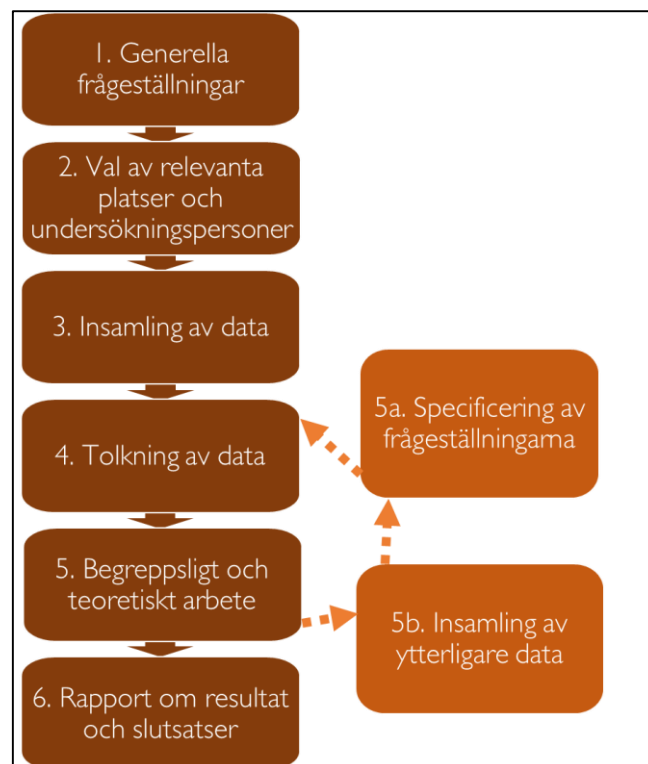 1. Generella
frågeställningar
2. Val av relevanta
platser och
undersökningspersoner
3. Insamling av data
4. Tolkning av data
5. Begreppsligt och
teoretiskt arbete
6. Rapport om resultat
och slutsatser
5a. Specificering av
frågeställningarna
5b. Insamling av
ytterligare data